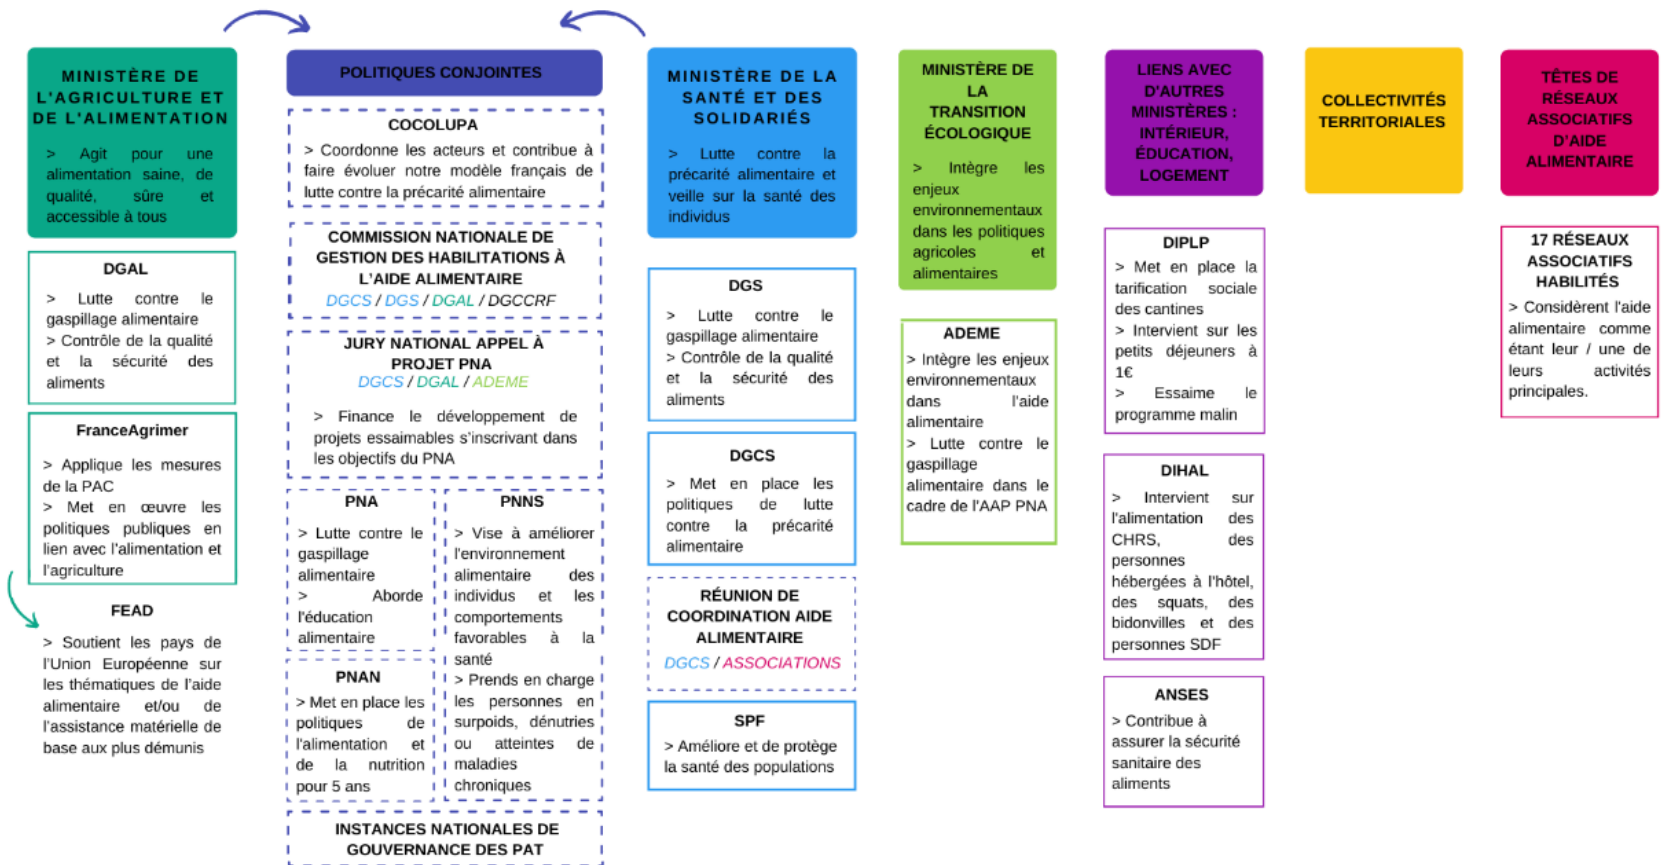 MINISTÈRE DE
L'AGRICULTURE ET
DE L'ALIMENTATION
> Agit pour une
alimentation saine, de
qualité, sûre et
accessible à tous
DGAL
> Lutte contre le
gaspillage alimentaire
> Contrôle de la qualité
et la sécurité des
aliments
FranceAgrimer
> Applique les mesures
de la PAC
> Met en œuvre les
politiques publiques en
lien avec l'alimentation et
l'agriculture
FEAD
> Soutient les pays de
l'Union Européenne sur
les thématiques de l'aide
alimentaire et/ou de
l'assistance matérielle de
base aux plus démunis
POLITIQUES CONJOINTES
COCOLUPA
> Coordonne les acteurs et contribue à
faire évoluer notre modèle français de
lutte contre la précarité alimentaire
COMMISSION NATIONALE DE
GESTION DES HABILITATIONS À
L'AIDE ALIMENTAIRE
DGCS / DGS / DGAL / DGCCRF
JURY NATIONAL APPEL À
PROJET PNA
DGCS / DGAL / ADEME
> Finance le développement de
projets essaimables s'inscrivant dans
les objectifs du PNA
PNA
> Lutte contre le
gaspillage
alimentaire
> Aborde
l'éducation
alimentaire
PNAN
> Met en place les
politiques de
l'alimentation et
de la nutrition
pour 5 ans
PNNS
> Vise à améliorer
l'environnement
alimentaire des
individus et les
comportements
favorables à la
santé
> Prends en charge
les personnes en
surpoids, dénutries
ou atteintes de
maladies
chroniques
INSTANCES NATIONALES DE
GOUVERNANCE DES PAT
MINISTÈRE DE LA
SANTÉ ET DES
SOLIDARIÉS
> Lutte contre la
précarité alimentaire et
veille sur la santé des
individus
DGS
> Lutte contre le
gaspillage alimentaire
> Contrôle de la qualité
et la sécurité des
aliments
DGCS
> Met en place les
politiques de lutte
contre la précarité
alimentaire
RÉUNION DE
COORDINATION AIDE
ALIMENTAIRE
DGCS / ASSOCIATIONS
SPF
> Améliore et de protège
la santé des populations
MINISTÈRE DE
LA
TRANSITION
ÉCOLOGIQUE
> Intègre les
enjeux
environnementaux
dans les politiques
agricoles et
alimentaires
ADEME
> Intègre les enjeux
environnementaux
dans l'aide
alimentaire
> Lutte contre le
gaspillage
alimentaire dans le
cadre de l'AAP PNA
LIENS AVEC
D'AUTRES
MINISTÈRES :
INTÉRIEUR,
ÉDUCATION,
LOGEMENT
DIPLP
> Met en place la
tarification sociale
des cantines
> Intervient sur les
petits déjeuners à
1€
> Essaime le
programme malin
DIHAL
> Intervient sur
l'alimentation des
CHRS, des
personnes
hébergées à l'hôtel,
des squats, des
bidonvilles et des
personnes SDF
ANSES
> Contribue à
assurer la sécurité
sanitaire des
aliments
COLLECTIVITÉS
TERRITORIALES
TÊTES DE
RÉSEAUX
ASSOCIATIFS
D'AIDE
ALIMENTAIRE
17 RÉSEAUX
ASSOCIATIFS
HABILITÉS
> Considèrent l'aide
alimentaire comme
étant leur / une de
leurs activités
principales.